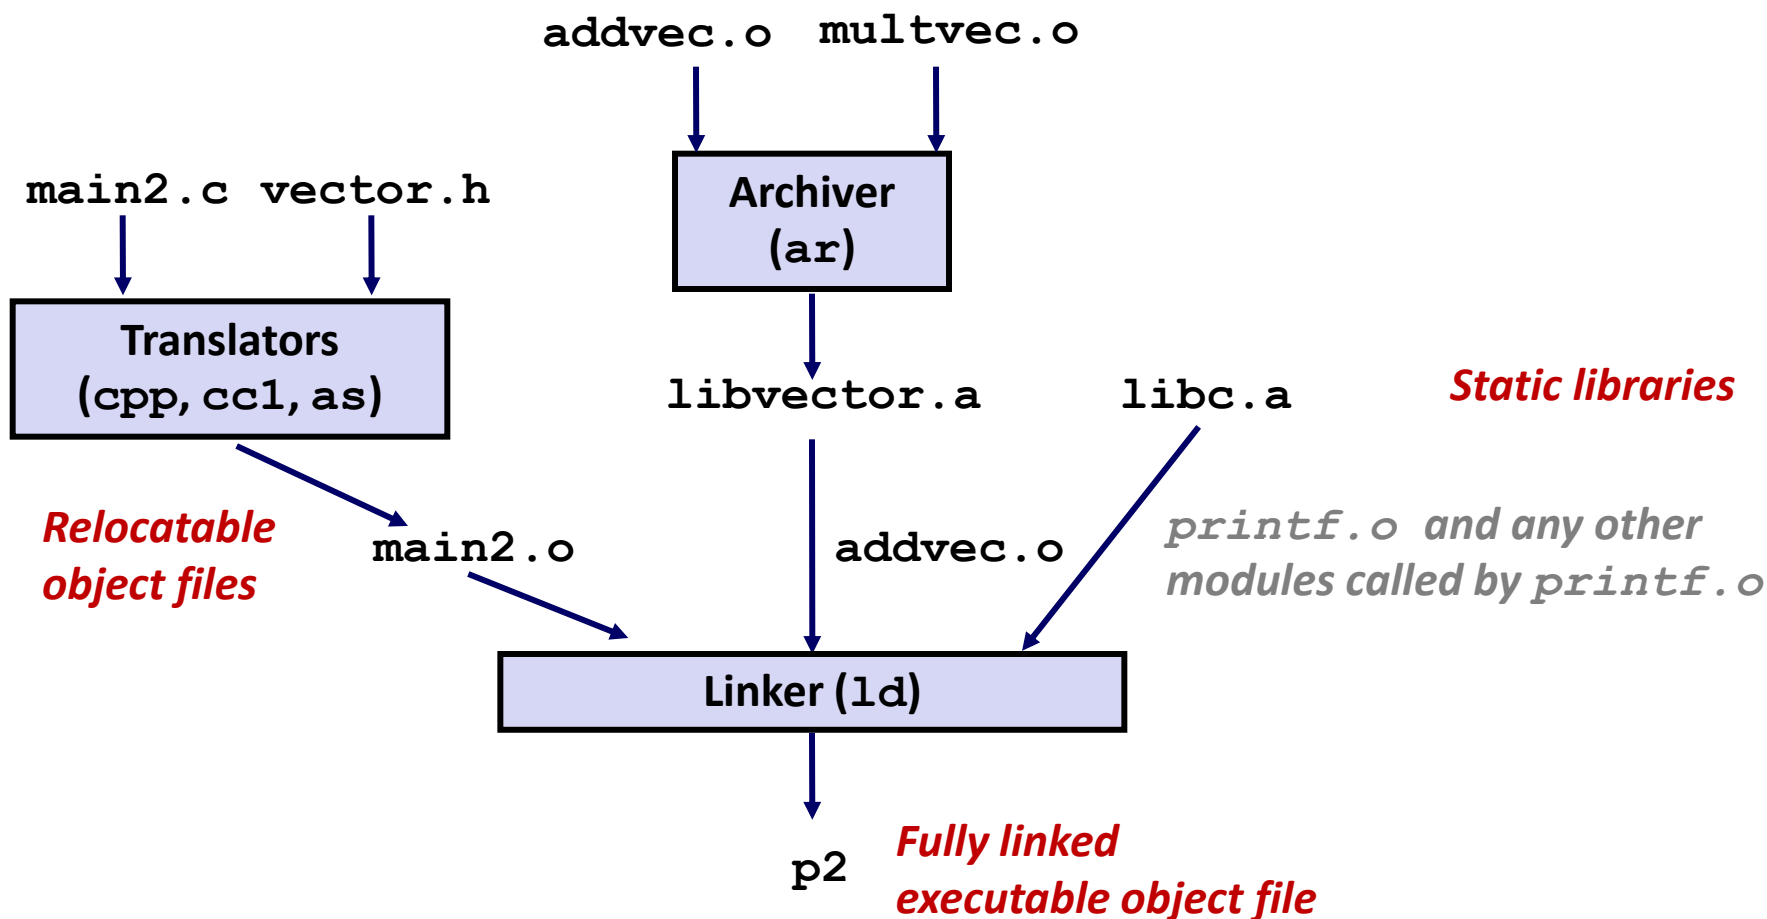 addvec.o multvec.o
main2.c vector.h
Archiver
(ar)
Translators
(cpp, cc1, as)
libvector.a libc.a Static libraries
Relocatable
object files
main2.o
addvec.o
printf.o and any other
modules called by printf.o
Linker (ld)
p2
Fully linked
executable object file